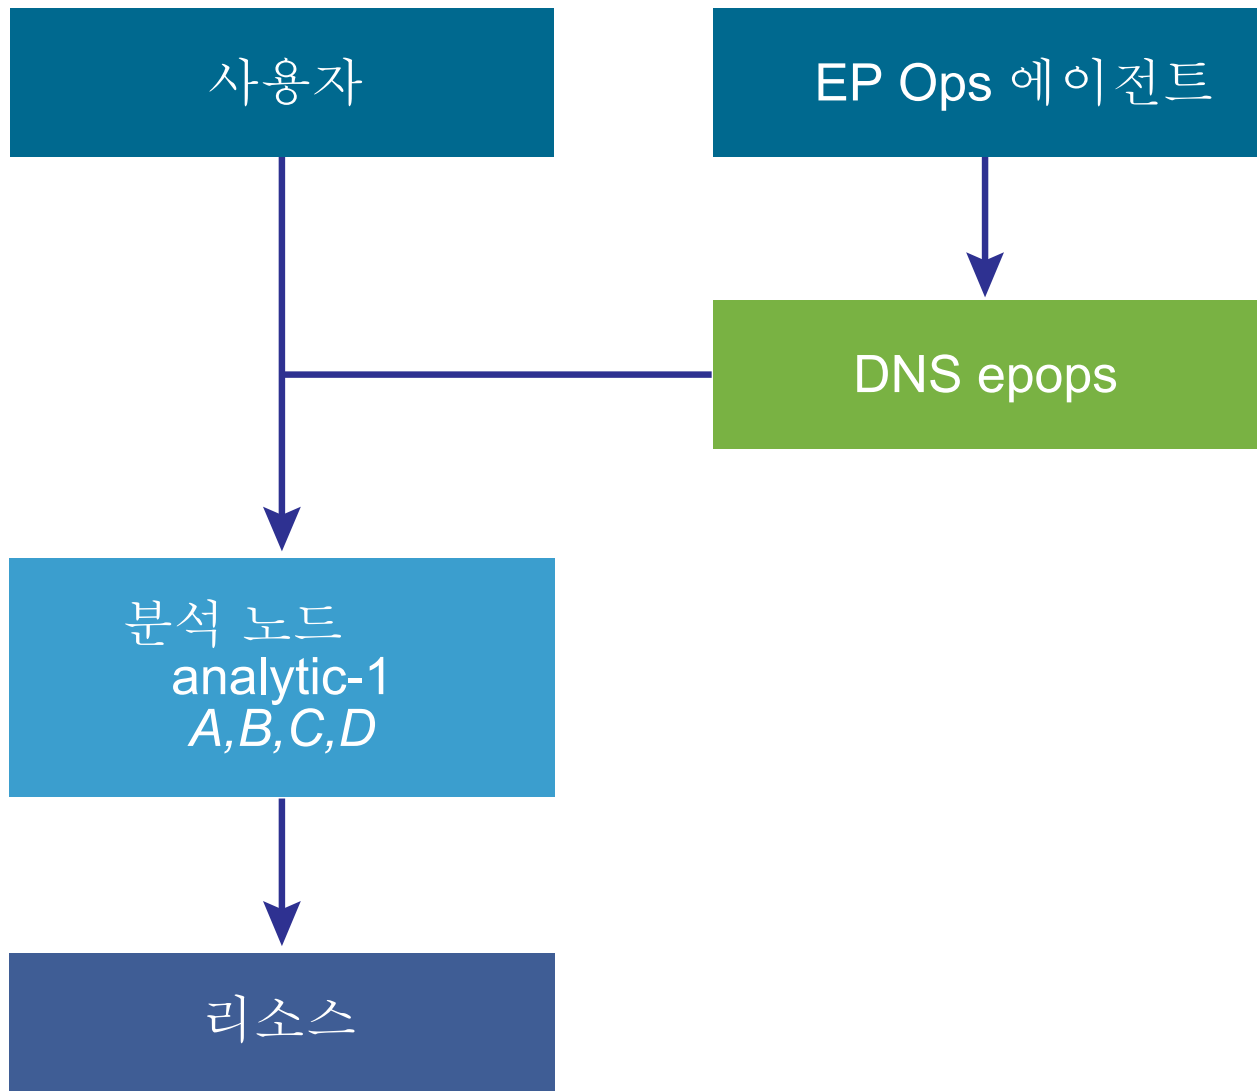 사용자
EP Ops 에이전트
DNS epops
분석 노드
analytic-1
A,B,C,D
리소스